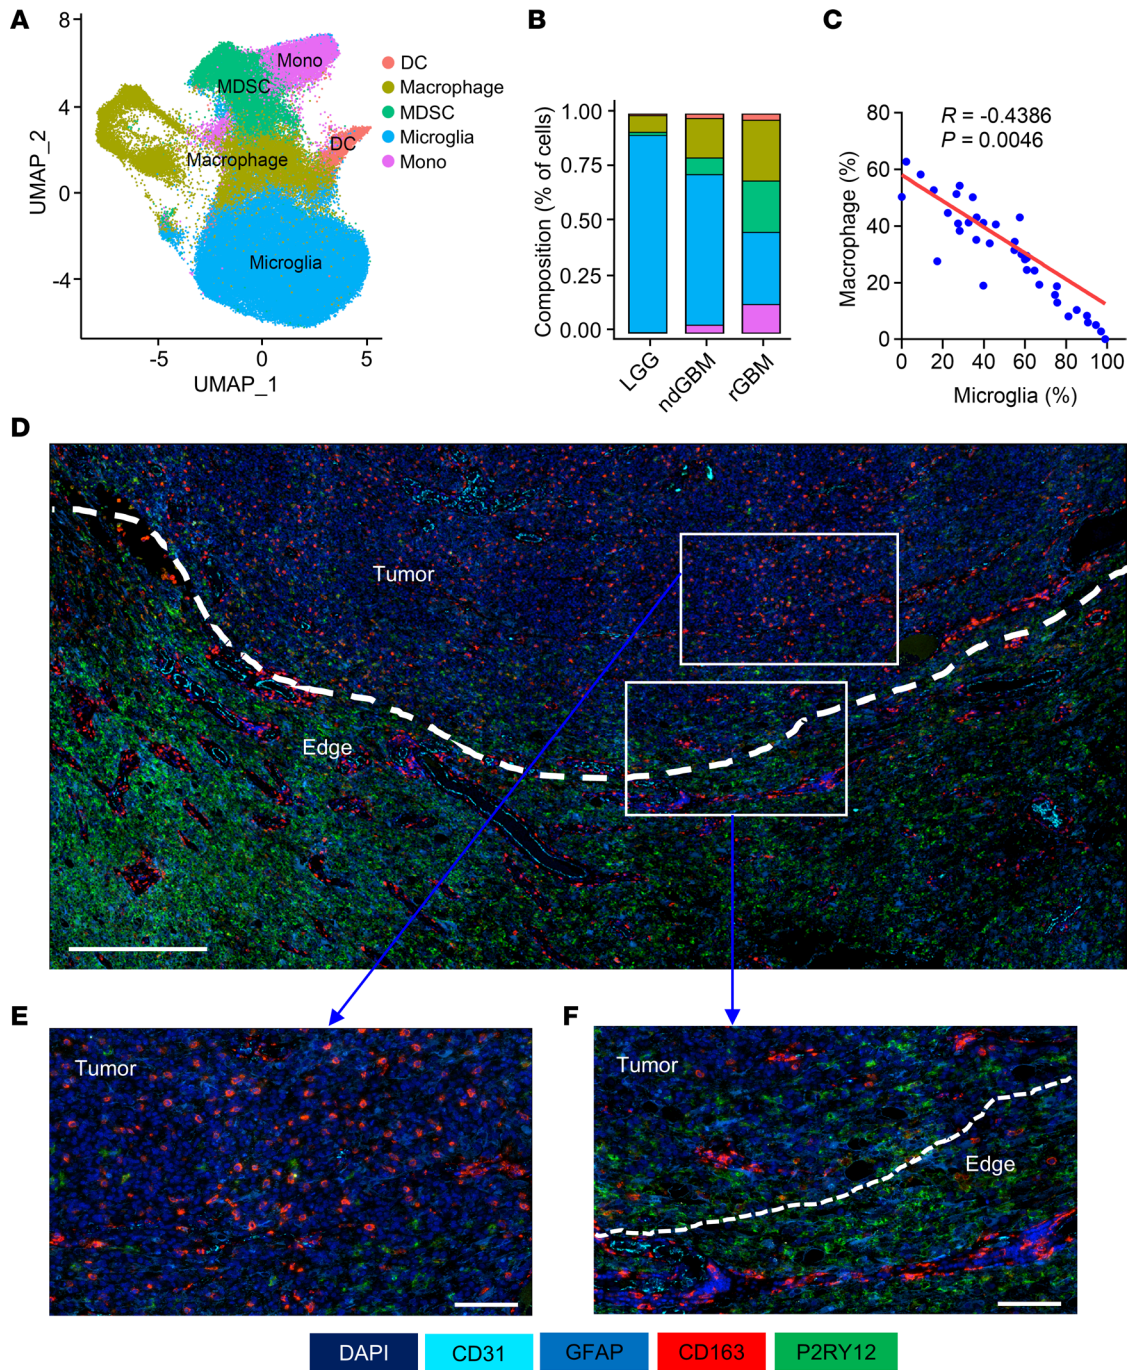 A
8
4
0
-4
UMAP_2
-5
0
5
UMAP_1
Mono
MDSC
DC
Macrophage
Microglia
DC
Macrophage
MDSC
Microglia
Mono
B
1.00
0.75
0.50
0.25
0.00
Composition (% of cells)
LGG
ndGBM
rGBM
C
80
60
40
20
0
Macrophage (%)
R = -0.4386
P = 0.0046
0
20
40
60
80
100
Microglia (%)
D
Tumor
Edge
E
Tumor
F
Tumor
Edge
DAPI
CD31
GFAP
CD163
P2RY12